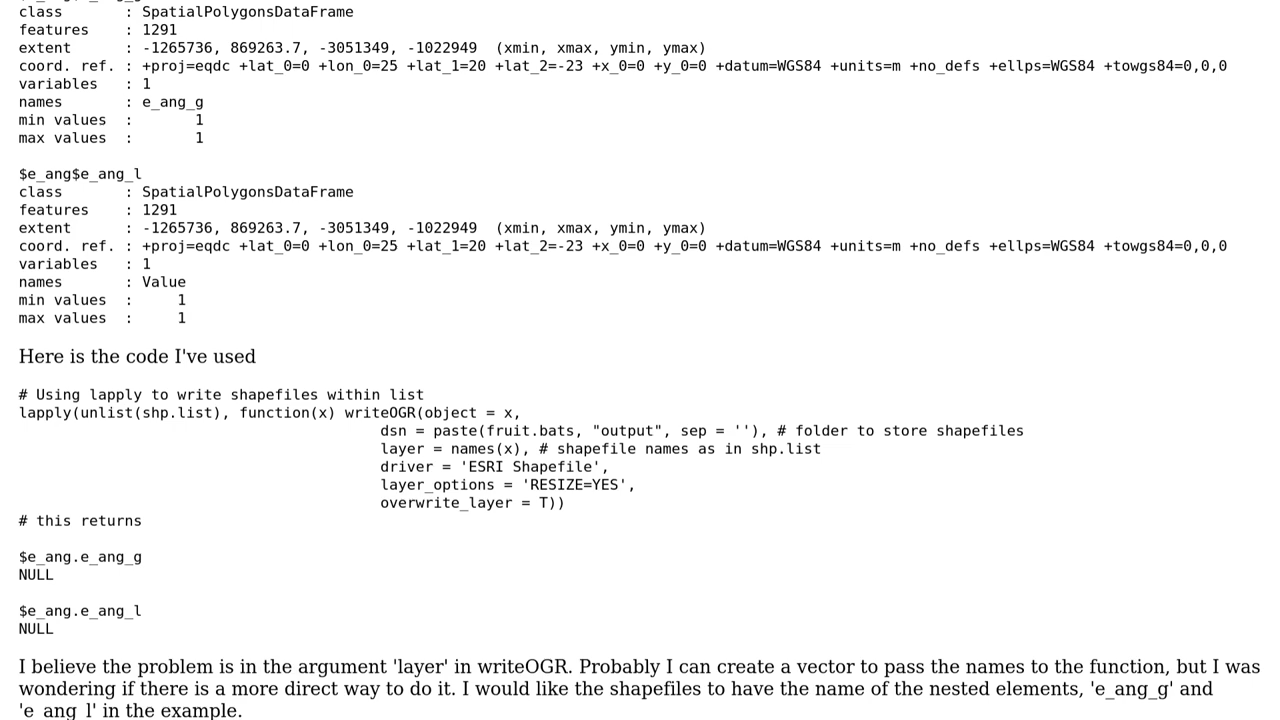 class       : SpatialPolygonsDataFrame
features    : 1291
extent      : -1265736, 869263.7, -3051349, -1022949  (xmin, xmax, ymin, ymax)
coord. ref. : +proj=eqdc +lat_0=0 +lon_0=25 +lat_1=20 +lat_2=-23 +x_0=0 +y_0=0 +datum=WGS84 +units=m +no_defs +ellps=WGS84 +towgs84=0,0,0
variables   : 1
names       : e_ang_g
min values  :       1
max values  :       1

$e_ang$e_ang_l
class       : SpatialPolygonsDataFrame
features    : 1291
extent      : -1265736, 869263.7, -3051349, -1022949  (xmin, xmax, ymin, ymax)
coord. ref. : +proj=eqdc +lat_0=0 +lon_0=25 +lat_1=20 +lat_2=-23 +x_0=0 +y_0=0 +datum=WGS84 +units=m +no_defs +ellps=WGS84 +towgs84=0,0,0
variables   : 1
names       : Value
min values  :     1
max values  :     1

Here is the code I've used

# Using lapply to write shapefiles within list
lapply(unlist(shp.list), function(x) writeOGR(object = x,
                                        dsn = paste(fruit.bats, "output", sep = ''), # folder to store shapefiles
                                        layer = names(x), # shapefile names as in shp.list
                                        driver = 'ESRI Shapefile',
                                        layer_options = 'RESIZE=YES',
                                        overwrite_layer = T))
# this returns

$e_ang.e_ang_g
NULL

$e_ang.e_ang_l
NULL

I believe the problem is in the argument 'layer' in writeOGR. Probably I can create a vector to pass the names to the function, but I was
wondering if there is a more direct way to do it. I would like the shapefiles to have the name of the nested elements, 'e_ang_g' and
'e_ang_l' in the example.